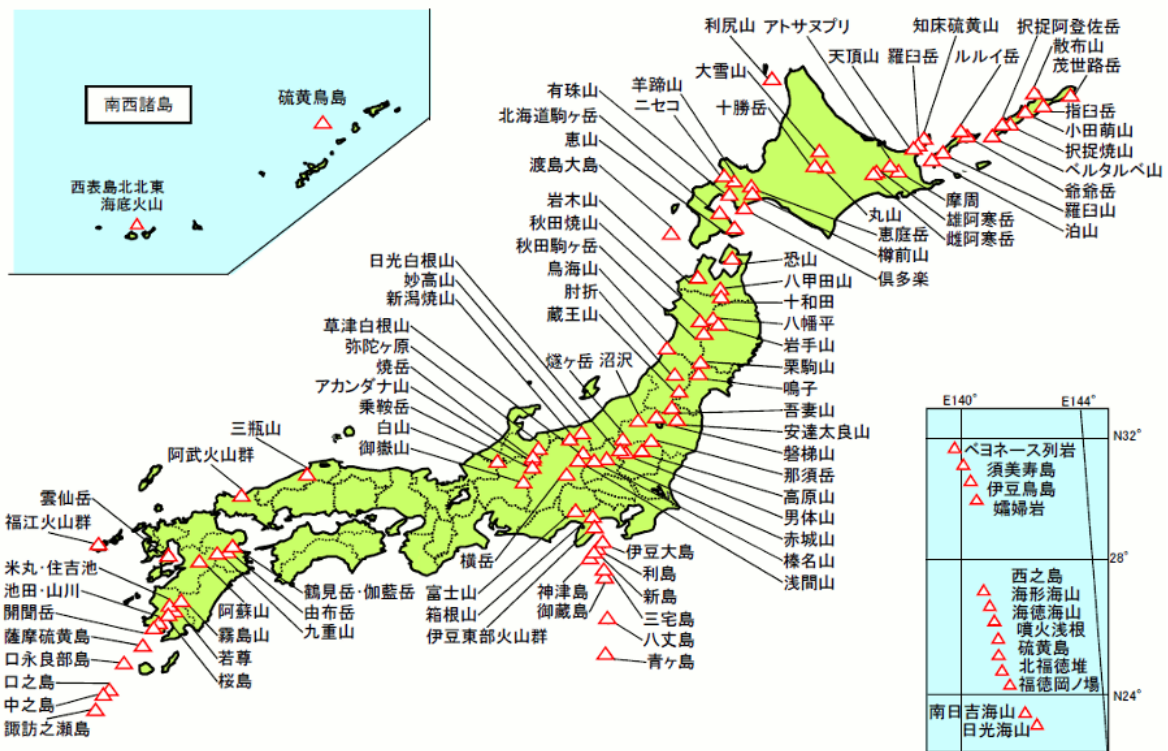 南西諸島
硫黄鳥島
西表島北北東
海底火山
利尻山
アトサヌプリ
知床硫黄山
択捉阿登佐岳
散布山
茂世路岳
天頂山
羅臼岳
ルルイ岳
大雪山
十勝岳
羊蹄山
ニセコ
有珠山
北海道駒ヶ岳
恵山
渡島大島
指臼岳
小田萌山
択捉焼山
ベルタルベ山
爺爺岳
羅臼山
泊山
摩周
雄阿寒岳
雌阿寒岳
丸山
恵庭岳
樽前山
倶多楽
岩木山
秋田焼山
秋田駒ヶ岳
鳥海山
肘折
蔵王山
恐山
八甲田山
十和田
八幡平
岩手山
栗駒山
鳴子
吾妻山
安達太良山
磐梯山
那須岳
高原山
男体山
赤城山
榛名山
浅間山
日光白根山
妙高山
新潟焼山
草津白根山
弥陀ヶ原
焼岳
アカンダナ山
乗鞍岳
白山
御嶽山
燧ヶ岳
沼沢
三瓶山
阿武火山群
雲仙岳
福江火山群
米丸・住吉池
池田・山川
開聞岳
薩摩硫黄島
口永良部島
口之島
中之島
諏訪之瀬島
鶴見岳・伽藍岳
由布岳
九重山
阿蘇山
霧島山
若尊
桜島
横岳
富士山
箱根山
伊豆東部火山群
伊豆大島
利島
新島
神津島
御蔵島
三宅島
八丈島
青ヶ島
E140°
E144°
N32°
ベヨネース列岩
須美寿島
伊豆鳥島
孀婦岩
28°
西之島
海形海山
海徳海山
噴火浅根
硫黄島
北福徳堆
福徳岡ノ場
N24°
南日吉海山
日光海山